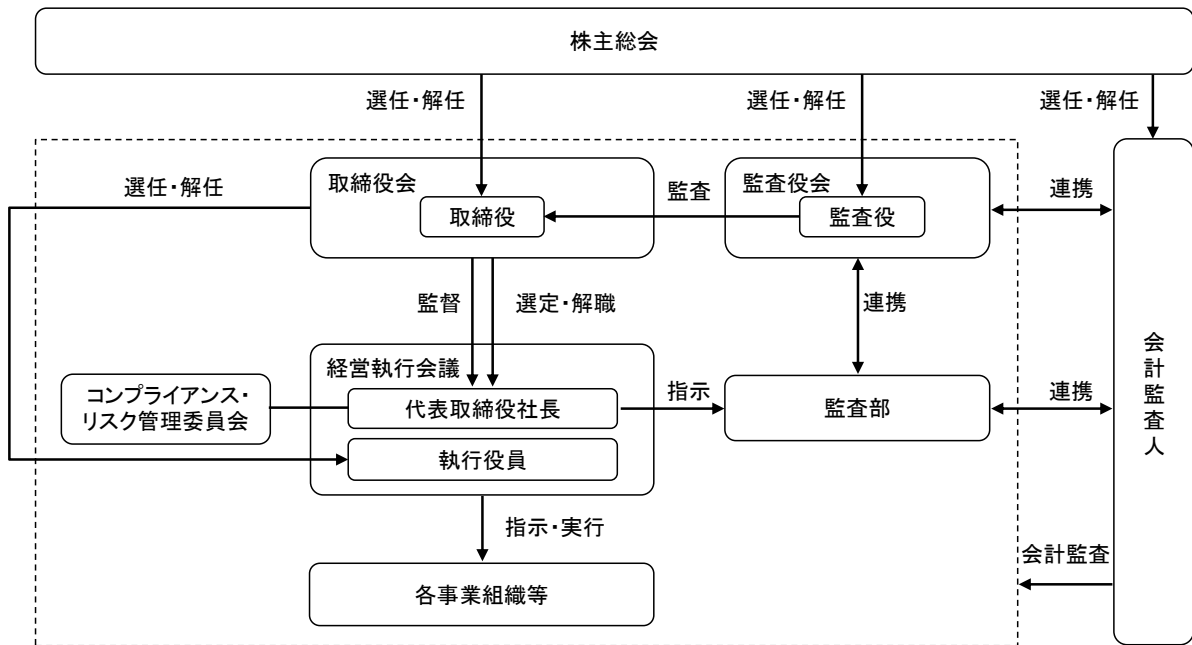 株主総会
選任・解任
選任・解任
選任・解任
選任・解任
取締役会
取締役
監査
監査役会
監査役
連携
監督
選定・解職
連携
経営執行会議
コンプライアンス・
リスク管理委員会
代表取締役社長
指示
監査部
連携
執行役員
会計監査人
指示・実行
会計監査
各事業組織等